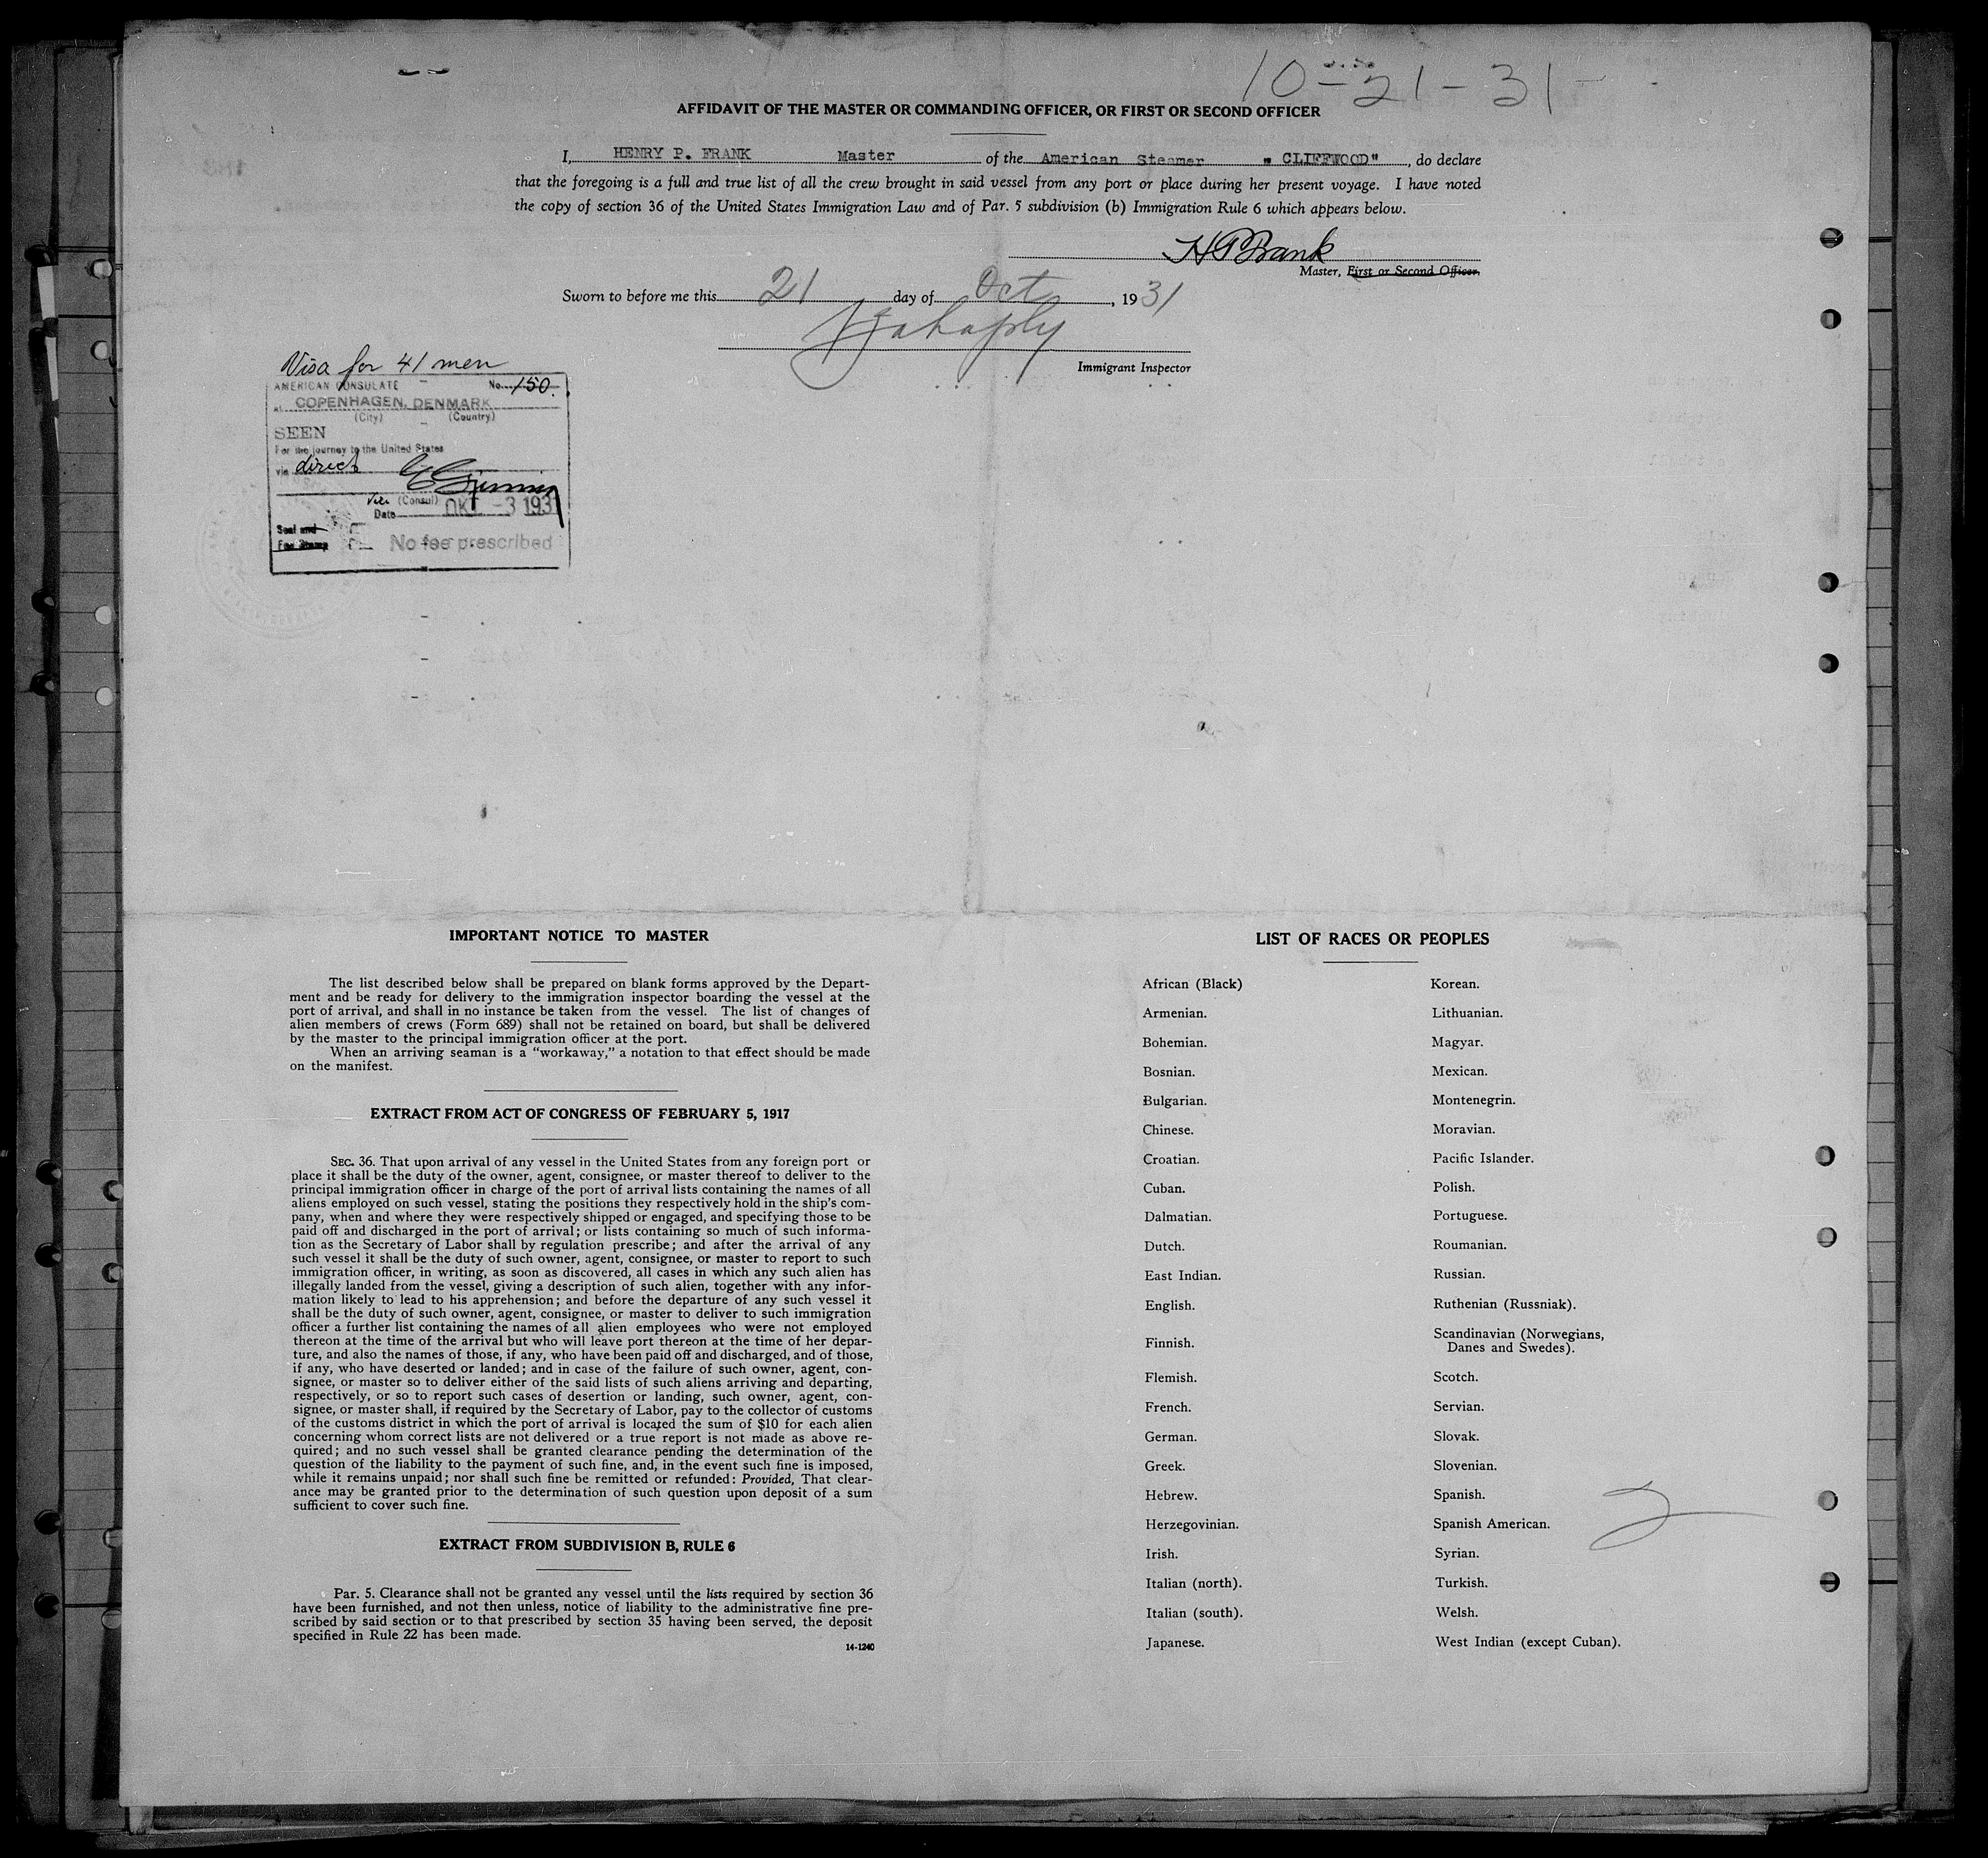 10-21-31
AFFIDAVIT OF THE MASTER OR COMMANDING OFFICER, OR FIRST OR SECOND OFFICER
I, HENRY P. FRANK Master of the American Steamer " CLIFFWOOD", do declare
that the foregoing is a full and true list of all the crew brought in said vessel from any port or place during her present voyage. I have noted
the copy of section 36 of the United States Immigration Law and of Par. 5 subdivision (b) Immigration Rule 6 which appears below.
HPFrank
Master, First or Second Officer.
Sworn to before me this 21 day of Oct, 1931
Immigrant Inspector
Visa for 41 men
AMERICAN CONSULATE No. 150.
at COPENHAGEN, DENMARK
(City) (Country)
SEEN
For the journey to the United States
via direct
Vice (Consul)
Date OKT -3 1931
Seal and
Fee Stamp
No fee prescribed
IMPORTANT NOTICE TO MASTER
The list described below shall be prepared on blank forms approved by the Depart-
ment and be ready for delivery to the immigration inspector boarding the vessel at the
port of arrival, and shall in no instance be taken from the vessel. The list of changes of
alien members of crews (Form 689) shall not be retained on board, but shall be delivered
by the master to the principal immigration officer at the port.
When an arriving seaman is a "workaway," a notation to that effect should be made
on the manifest.
EXTRACT FROM ACT OF CONGRESS OF FEBRUARY 5, 1917
SEC. 36. That upon arrival of any vessel in the United States from any foreign port or
place it shall be the duty of the owner, agent, consignee, or master thereof to deliver to the
principal immigration officer in charge of the port of arrival lists containing the names of all
aliens employed on such vessel, stating the positions they respectively hold in the ship's com-
pany, when and where they were respectively shipped or engaged, and specifying those to be
paid off and discharged in the port of arrival; or lists containing so much of such informa-
tion as the Secretary of Labor shall by regulation prescribe; and after the arrival of any
such vessel it shall be the duty of such owner, agent, consignee, or master to report to such
immigration officer, in writing, as soon as discovered, all cases in which any such alien has
illegally landed from the vessel, giving a description of such alien, together with any infor-
mation likely to lead to his apprehension; and before the departure of any such vessel it
shall be the duty of such owner, agent, consignee, or master to deliver to such immigration
officer a further list containing the names of all alien employees who were not employed
thereon at the time of the arrival but who will leave port thereon at the time of her depar-
ture, and also the names of those, if any, who have been paid off and discharged, and of those,
if any, who have deserted or landed; and in case of the failure of such owner, agent, con-
signee, or master so to deliver either of the said lists of such aliens arriving and departing,
respectively, or so to report such cases of desertion or landing, such owner, agent, con-
signee, or master shall, if required by the Secretary of Labor, pay to the collector of customs
of the customs district in which the port of arrival is located the sum of $10 for each alien
concerning whom correct lists are not delivered or a true report is not made as above re-
quired; and no such vessel shall be granted clearance pending the determination of the
question of the liability to the payment of such fine, and, in the event such fine is imposed,
while it remains unpaid; nor shall such fine be remitted or refunded: Provided, That clear-
ance may be granted prior to the determination of such question upon deposit of a sum
sufficient to cover such fine.
EXTRACT FROM SUBDIVISION B, RULE 6
Par. 5. Clearance shall not be granted any vessel until the lists required by section 36
have been furnished, and not then unless, notice of liability to the administrative fine pre-
scribed by said section or to that prescribed by section 35 having been served, the deposit
specified in Rule 22 has been made.
14-1240
LIST OF RACES OR PEOPLES
African (Black)
Armenian.
Bohemian.
Bosnian.
Bulgarian.
Chinese.
Croatian.
Cuban.
Dalmatian.
Dutch.
East Indian.
English.
Finnish.
Flemish.
French.
German.
Greek.
Hebrew.
Herzegovinian.
Irish.
Italian (north).
Italian (south).
Japanese.
Korean.
Lithuanian.
Magyar.
Mexican.
Montenegrin.
Moravian.
Pacific Islander.
Polish.
Portuguese.
Roumanian.
Russian.
Ruthenian (Russniak).
Scandinavian (Norwegians,
Danes and Swedes).
Scotch.
Servian.
Slovak.
Slovenian.
Spanish.
Spanish American.
Syrian.
Turkish.
Welsh.
West Indian (except Cuban).
2